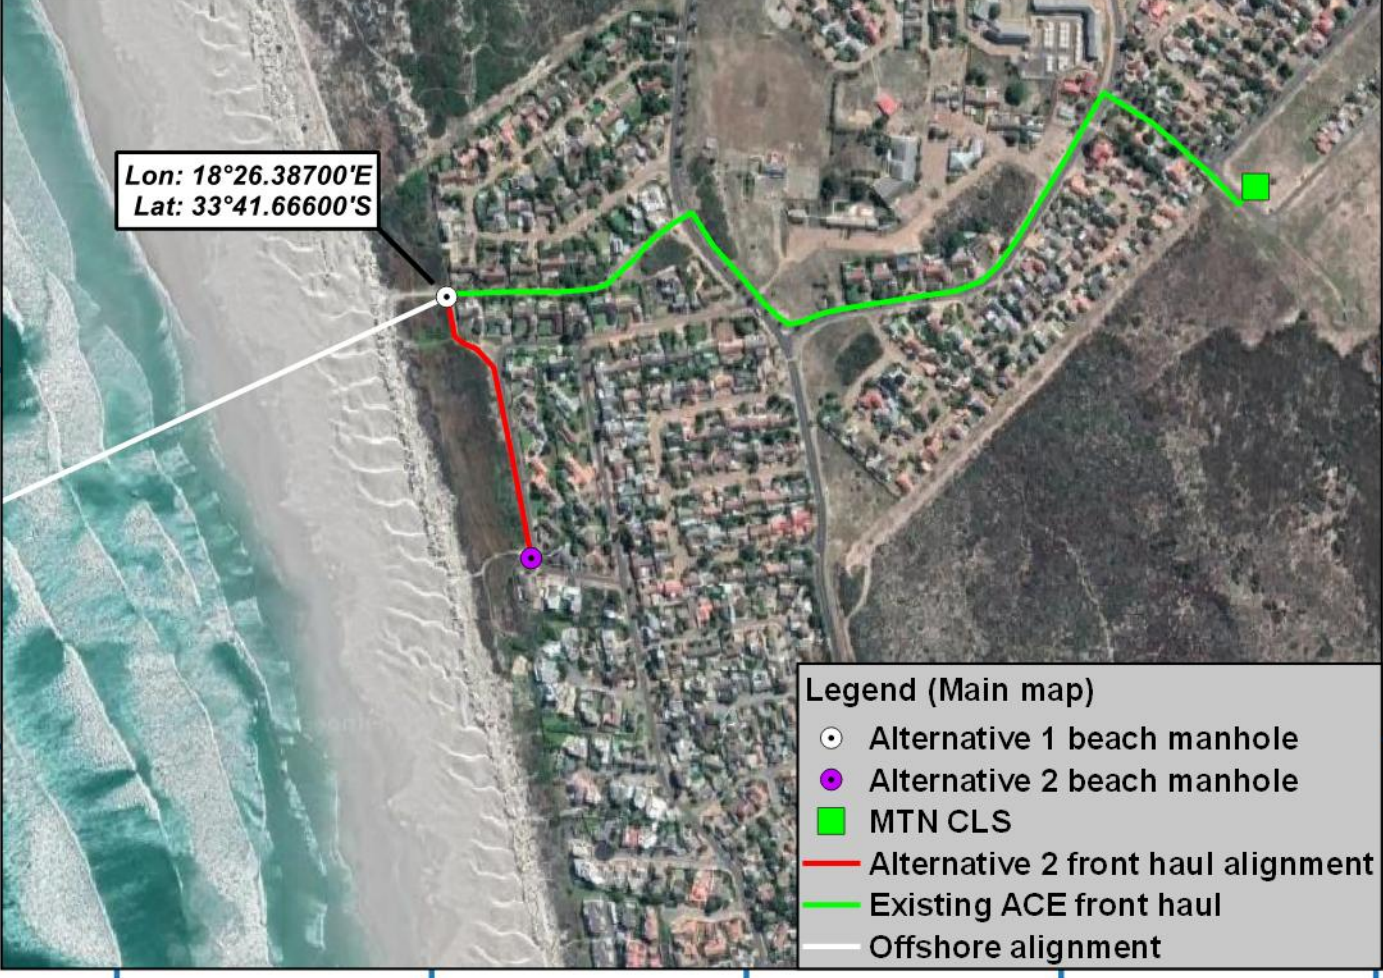 Lon: 18°26.38700'E
Lat: 33°41.66600'S
Legend (Main map)
Alternative 1 beach manhole
Alternative 2 beach manhole
MTN CLS
Alternative 2 front haul alignment
Existing ACE front haul
Offshore alignment